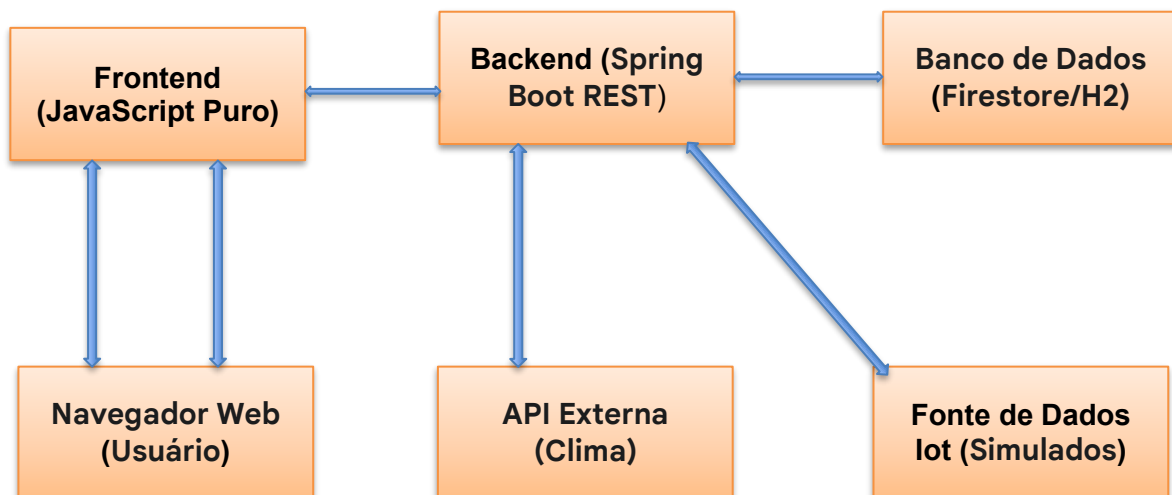 Frontend
(JavaScript Puro)
Backend (Spring
Boot REST)
Banco de Dados
(Firestore/H2)
Navegador Web
(Usuário)
API Externa
(Clima)
Fonte de Dados
Iot (Simulados)